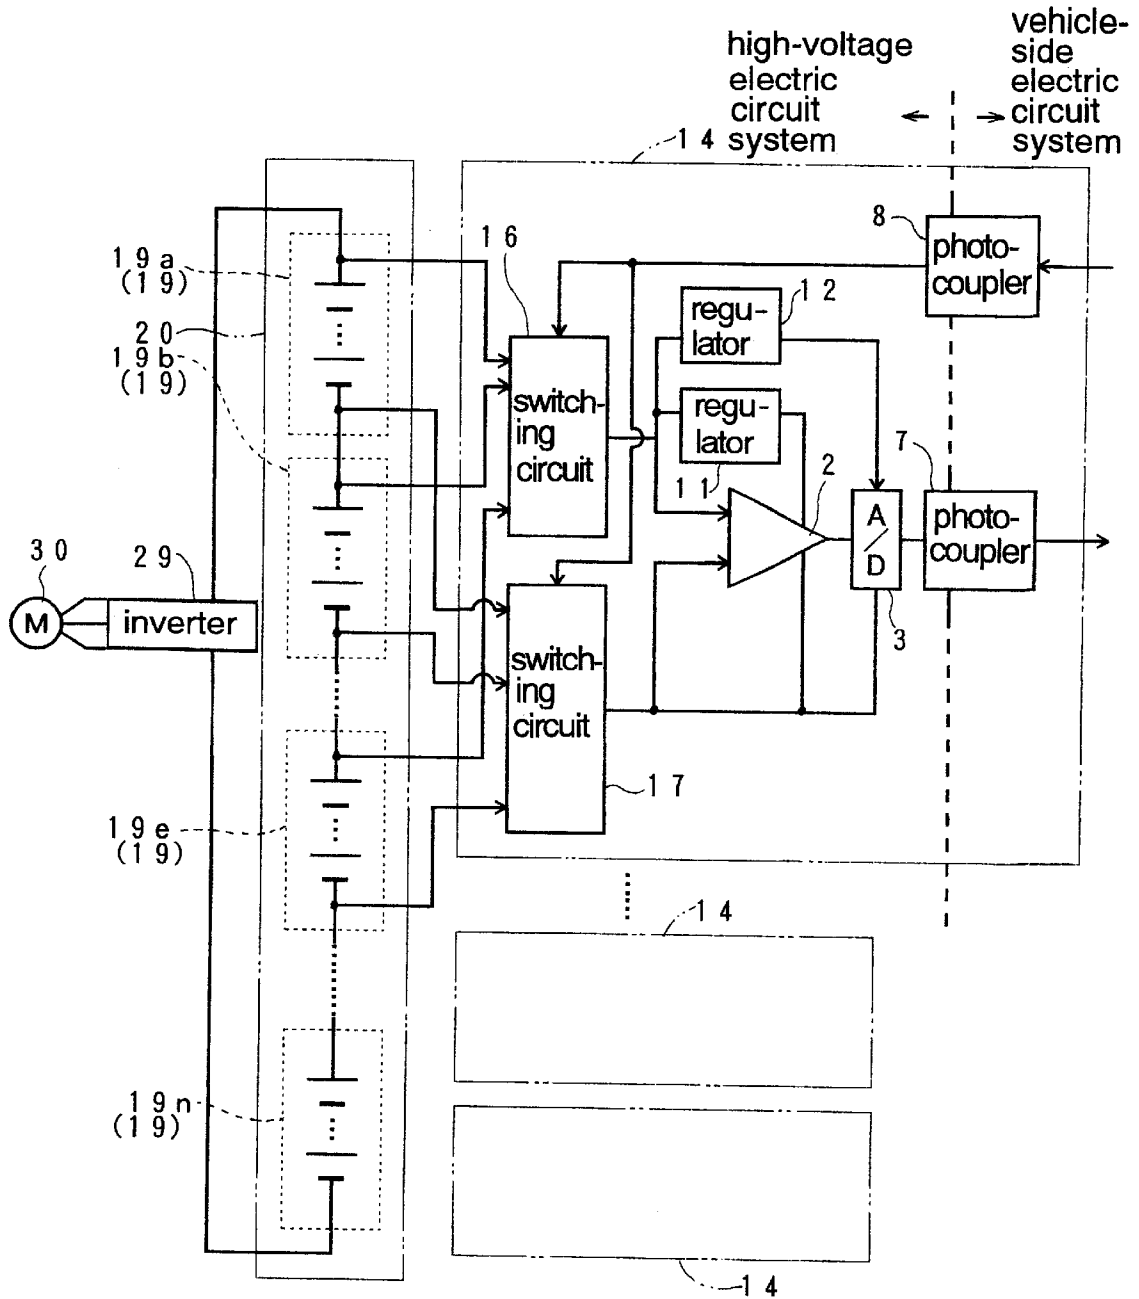 high-voltage
electric
circuit
system
vehicle-
side
electric
circuit
system
14
8
photo-
coupler
16
12
regu-
lator
19a
(19)
20
19b
(19)
switch-
ing
circuit
regu-
lator
11
2
7
A/D
photo-
coupler
30
29
M
inverter
3
switch-
ing
circuit
17
19e
(19)
14
19n
(19)
14